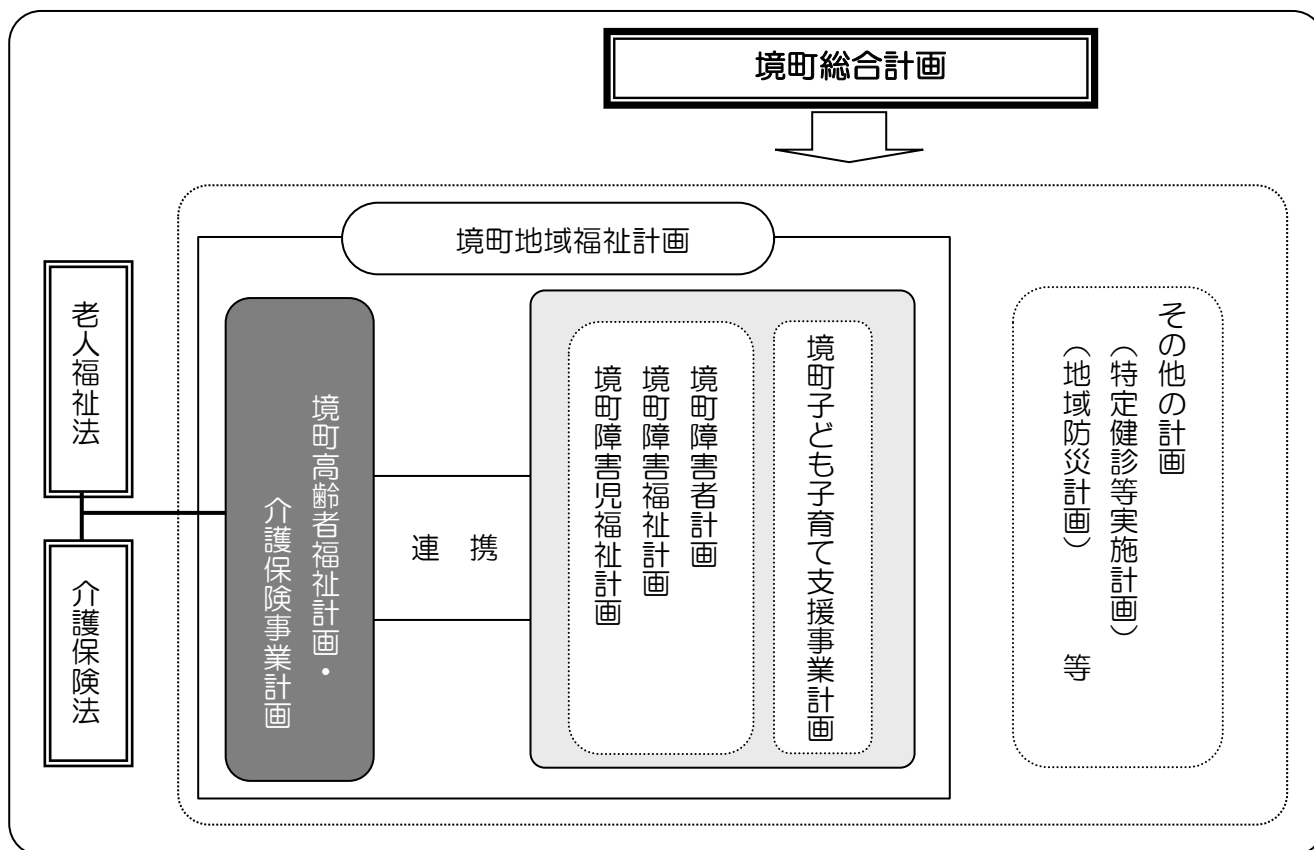 境町総合計画
境町地域福祉計画
老人福祉法
介護保険法
境町高齢者福祉計画・
介護保険事業計画
連　携
境町子ども子育て支援事業計画
境町障害者計画
境町障害福祉計画
境町障害児福祉計画
その他の計画
（特定健診等実施計画）
（地域防災計画）　　等